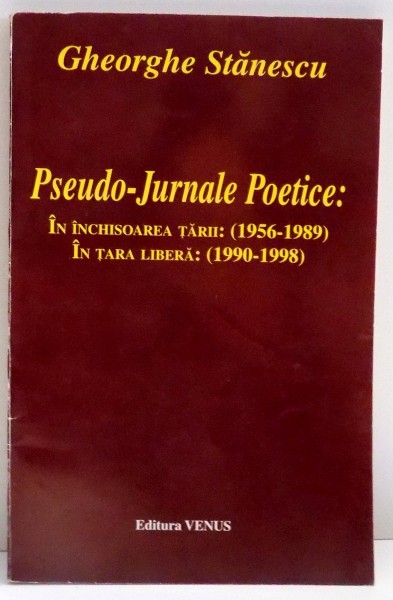 Gheorghe Stănescu
Pseudo-Jurnale Poetice:
ÎN ÎNCHISOAREA ȚĂRII: (1956-1989)
ÎN ȚARA LIBERĂ: (1990-1998)
Editura VENUS